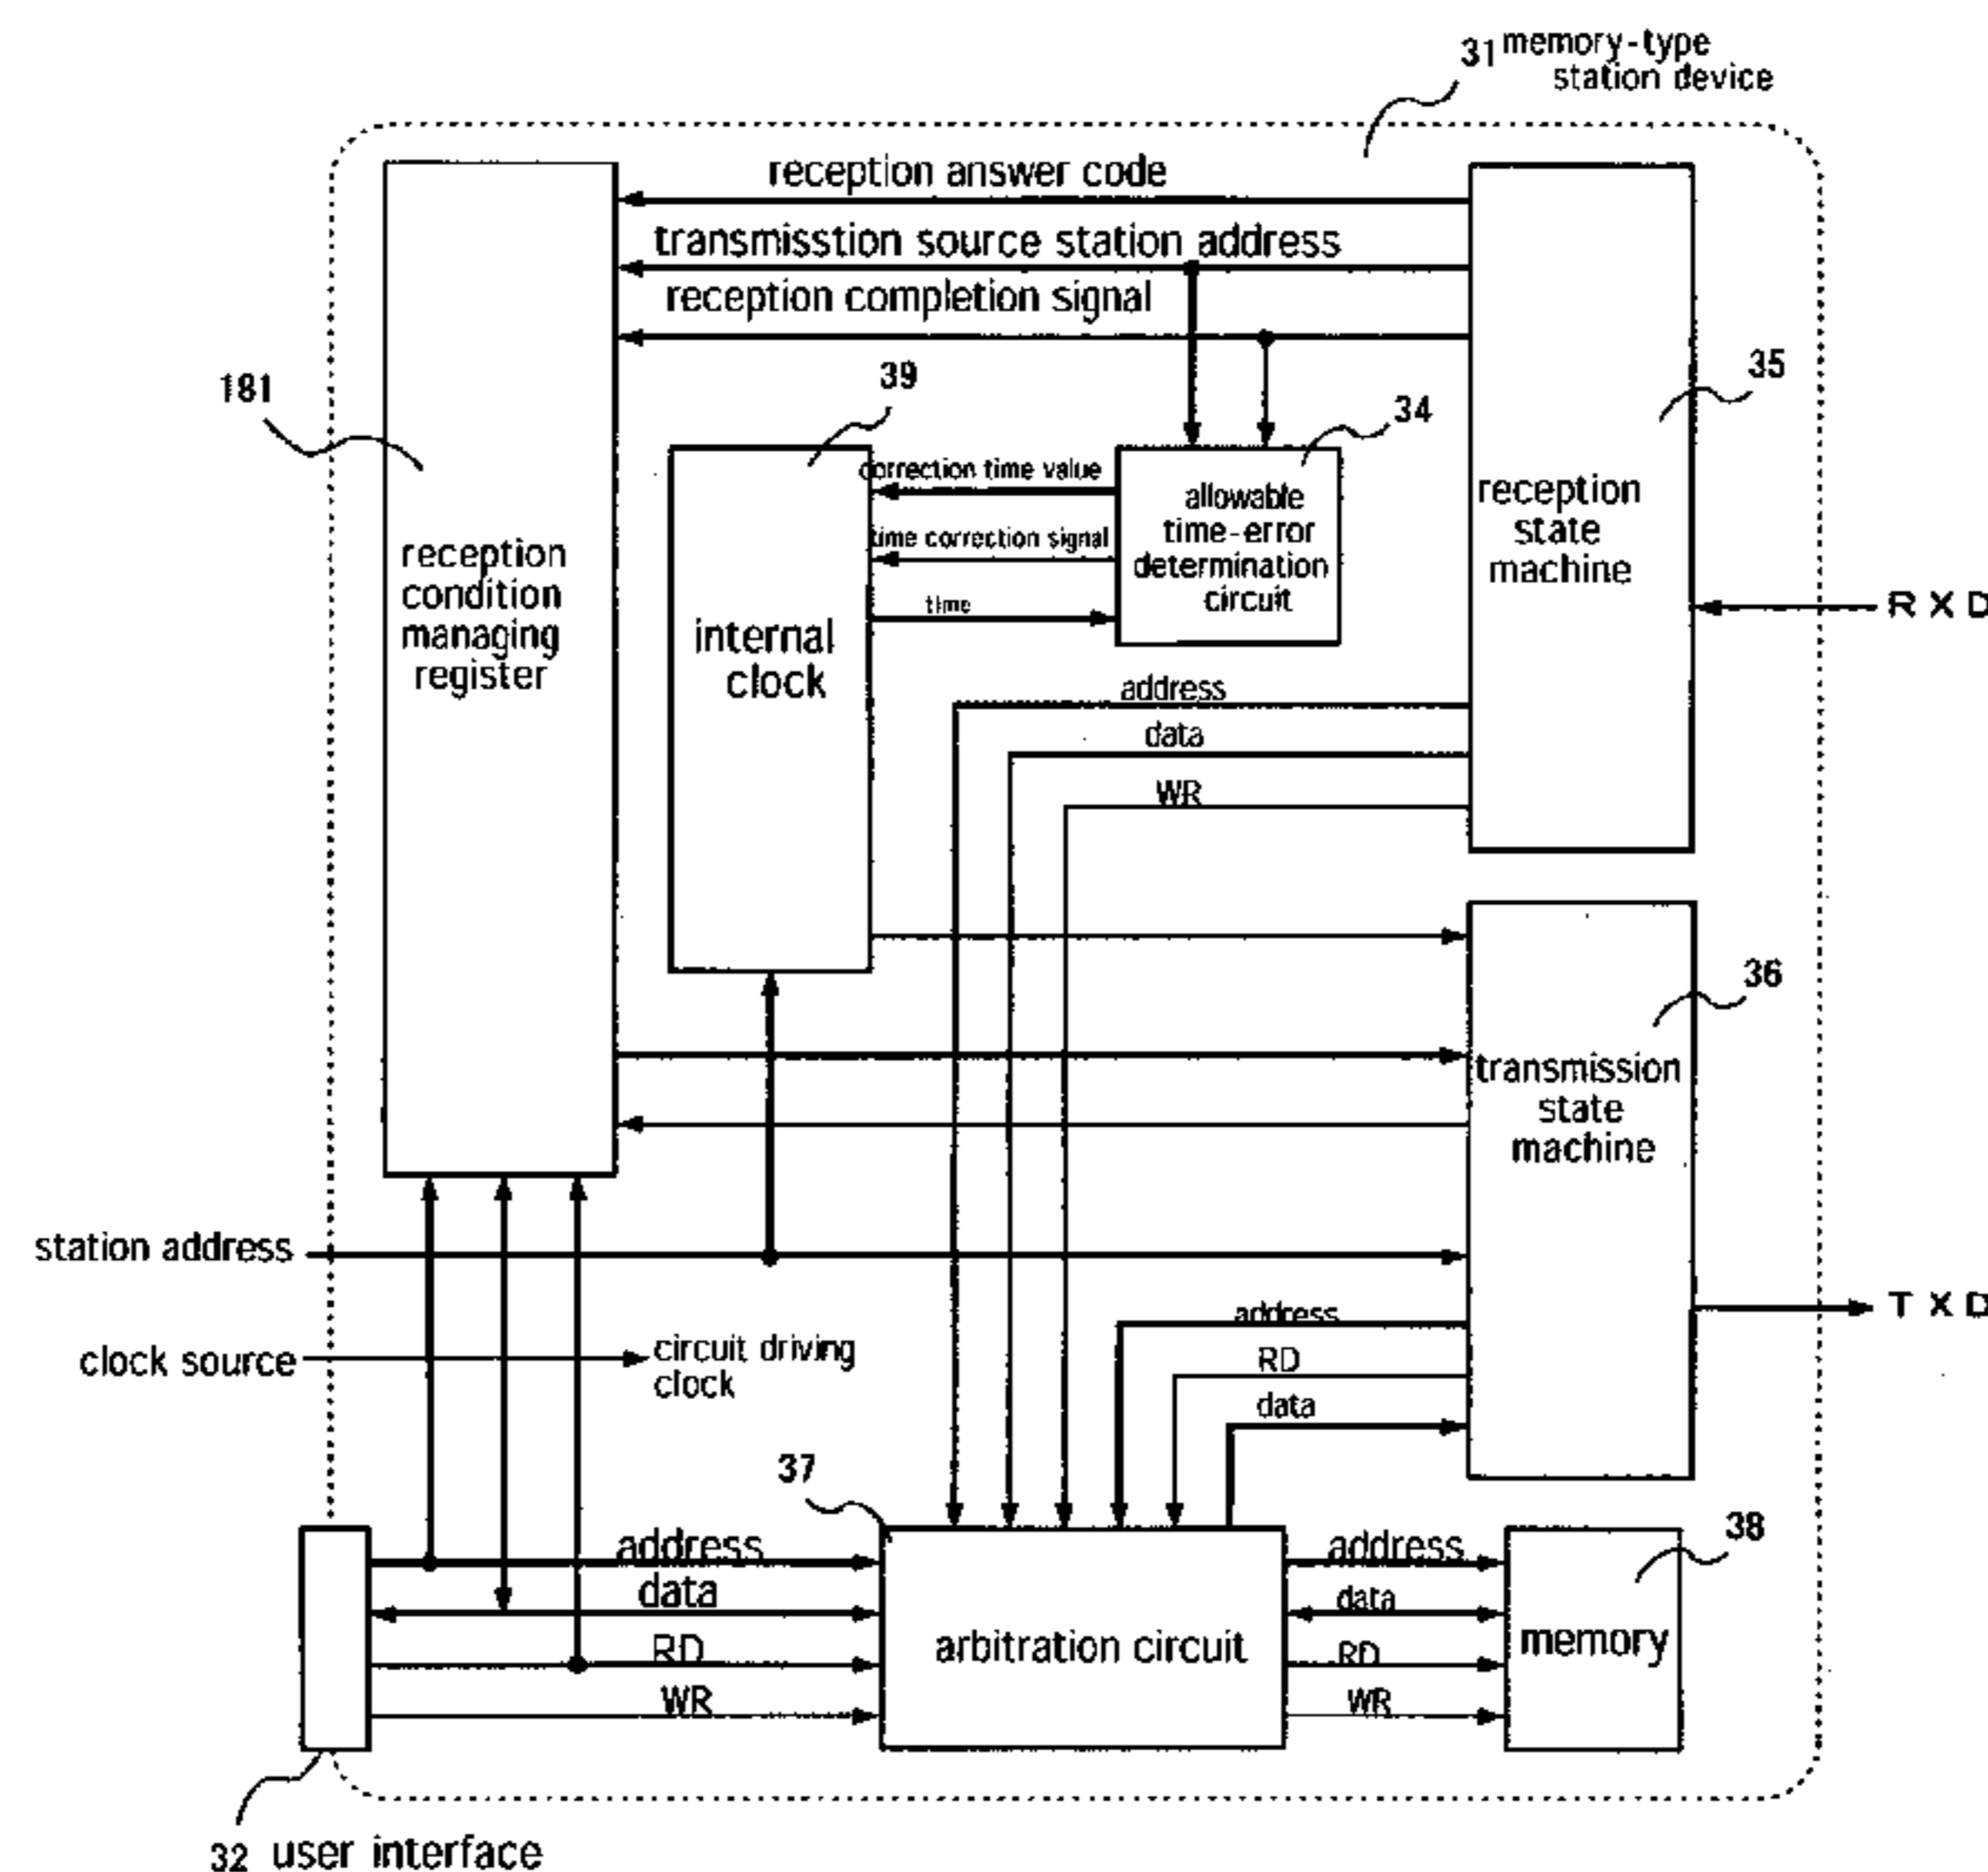 31 memory-type
station device
reception answer code
transmisstion source station address
reception completion signal
181
39
34
35
correction time value
time correction signal
time
allowable
time-error
determination
circuit
reception
state
machine
reception
condition
managing
register
internal
clock
R X D
address
data
WR
36
transmission
state
machine
station address
address
RD
data
T X D
clock source
circuit driving
clock
37
38
address
data
RD
WR
arbitration circuit
address
data
RD
WR
memory
32 user interface